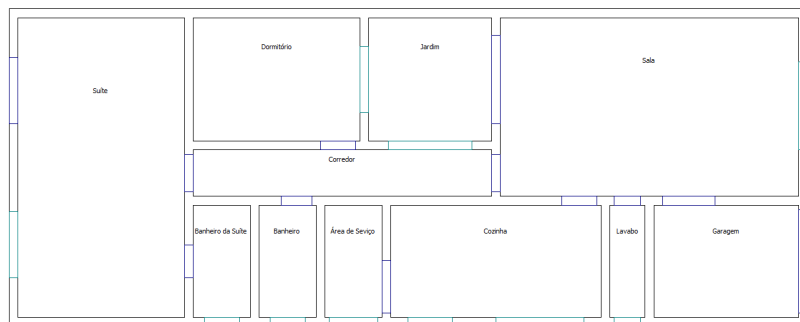 Dormitório
Jardim
Sala
Suíte
Corredor
Banheiro da Suíte
Banheiro
Área de Seviço
Cozinha
Lavabo
Garagem